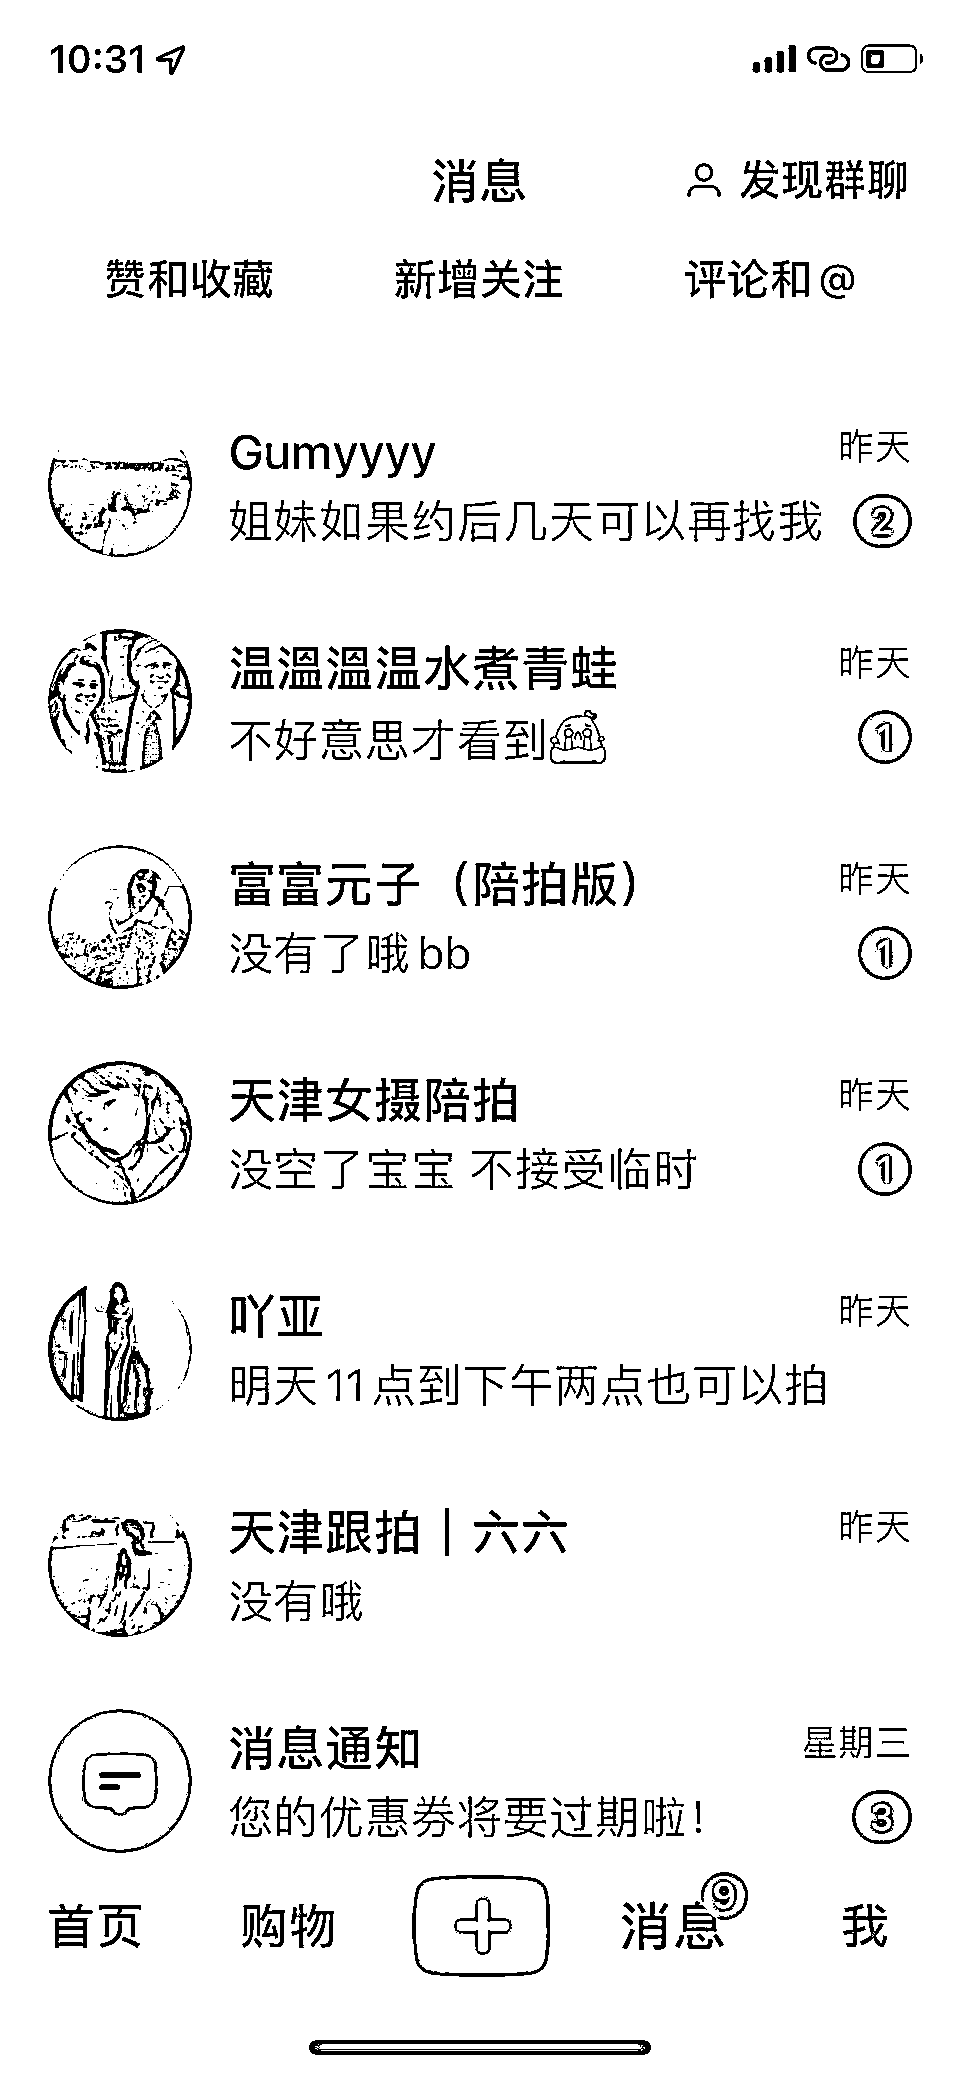 10:31
消息
发现群聊
赞和收藏
新增关注
评论和@
Gumyyyy
昨天
姐妹如果约后几天可以再找我
2
温溫溫温水煮青蛙
昨天
不好意思才看到
1
富富元子（陪拍版）
昨天
没有了哦bb
1
天津女摄陪拍
昨天
没空了宝宝 不接受临时
1
吖亚
昨天
明天11点到下午两点也可以拍
天津跟拍｜六六
昨天
没有哦
消息通知
星期三
您的优惠券将要过期啦！
3
首页
购物
消息
9
我